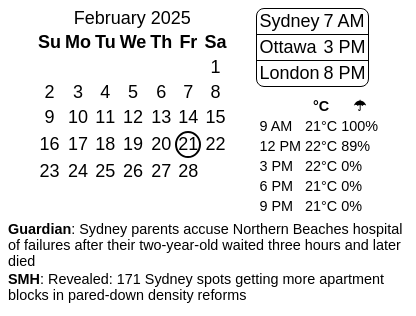 February 2025
Su Mo Tu We Th Fr Sa
1
2 3 4 5 6 7 8
9 10 11 12 13 14 15
16 17 18 19 20 21 22
23 24 25 26 27 28
Sydney 7 AM
Ottawa 3 PM
London 8 PM
°C ☂
9 AM 21°C 100%
12 PM 22°C 89%
3 PM 22°C 0%
6 PM 21°C 0%
9 PM 21°C 0%
Guardian: Sydney parents accuse Northern Beaches hospital
of failures after their two-year-old waited three hours and later
died
SMH: Revealed: 171 Sydney spots getting more apartment
blocks in pared-down density reforms